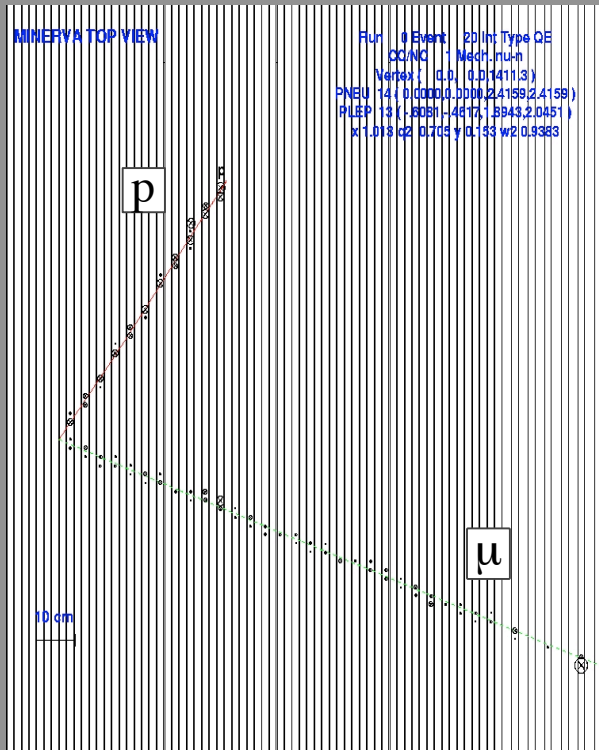 MINERVA TOP VIEW
Run 0 Event 20 Int Type QE
CC/NC 1 Mech. nu-n
Vertex ( 0.0, 0.0,1411.3 )
PNEU 14 ( 0.0000,0.0000,2.4159,2.4159 )
PLEP 13 ( -.6081,-.4617,1.8943,2.0451 )
x 1.013 q2 0.705 y 0.153 w2 0.9383
p
p
μ
10 cm